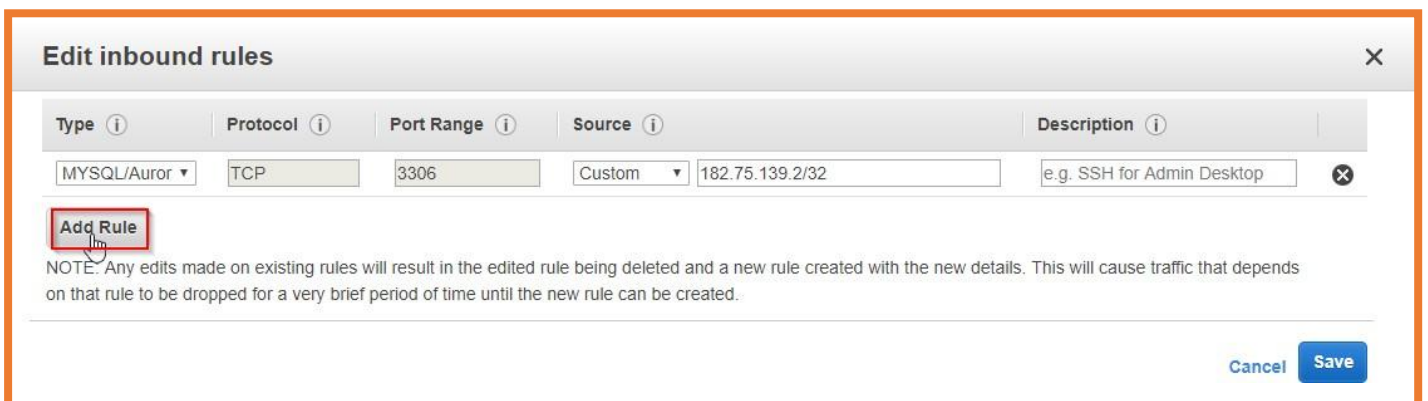 Edit inbound rules
Type Protocol Port Range Source Description
MYSQL/Auror TCP 3306 Custom 182.75.139.2/32 e.g. SSH for Admin Desktop
Add Rule
NOTE: Any edits made on existing rules will result in the edited rule being deleted and a new rule created with the new details. This will cause traffic that depends
on that rule to be dropped for a very brief period of time until the new rule can be created.
Cancel Save